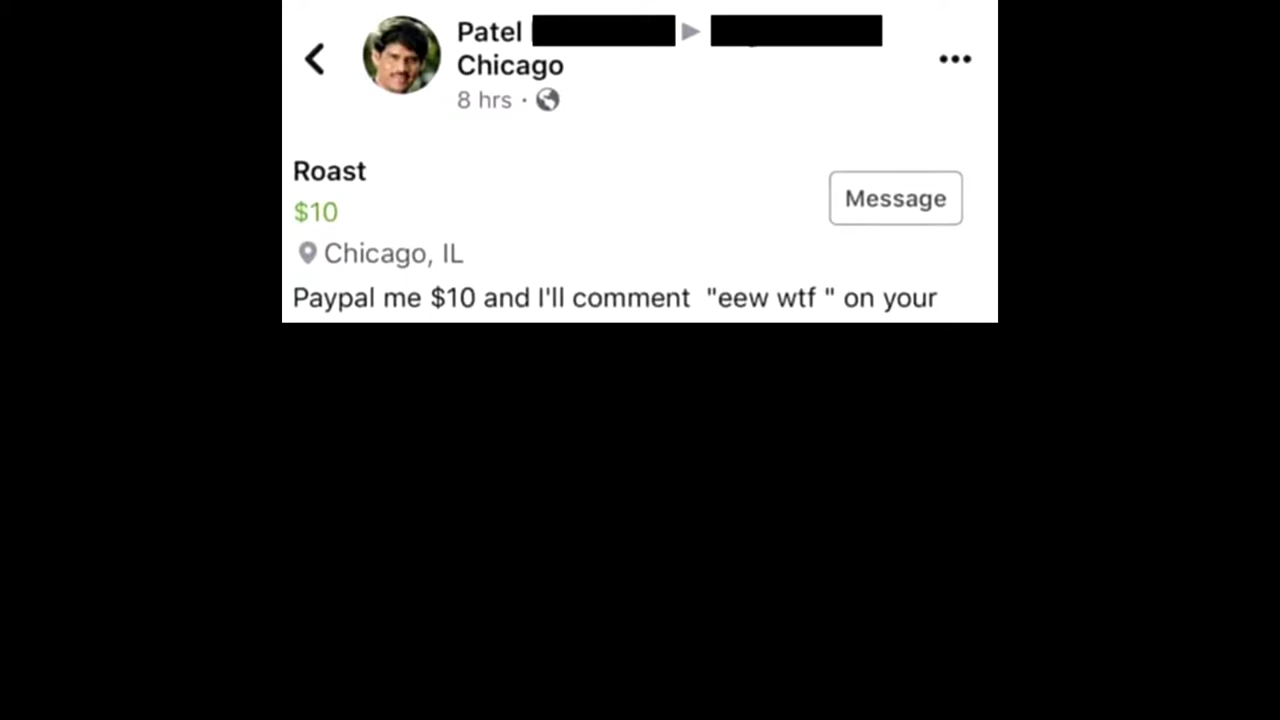 Patel
Chicago
8 hrs ·
Roast
$10
Message
Chicago, IL
Paypal me $10 and I'll comment "eew wtf " on your